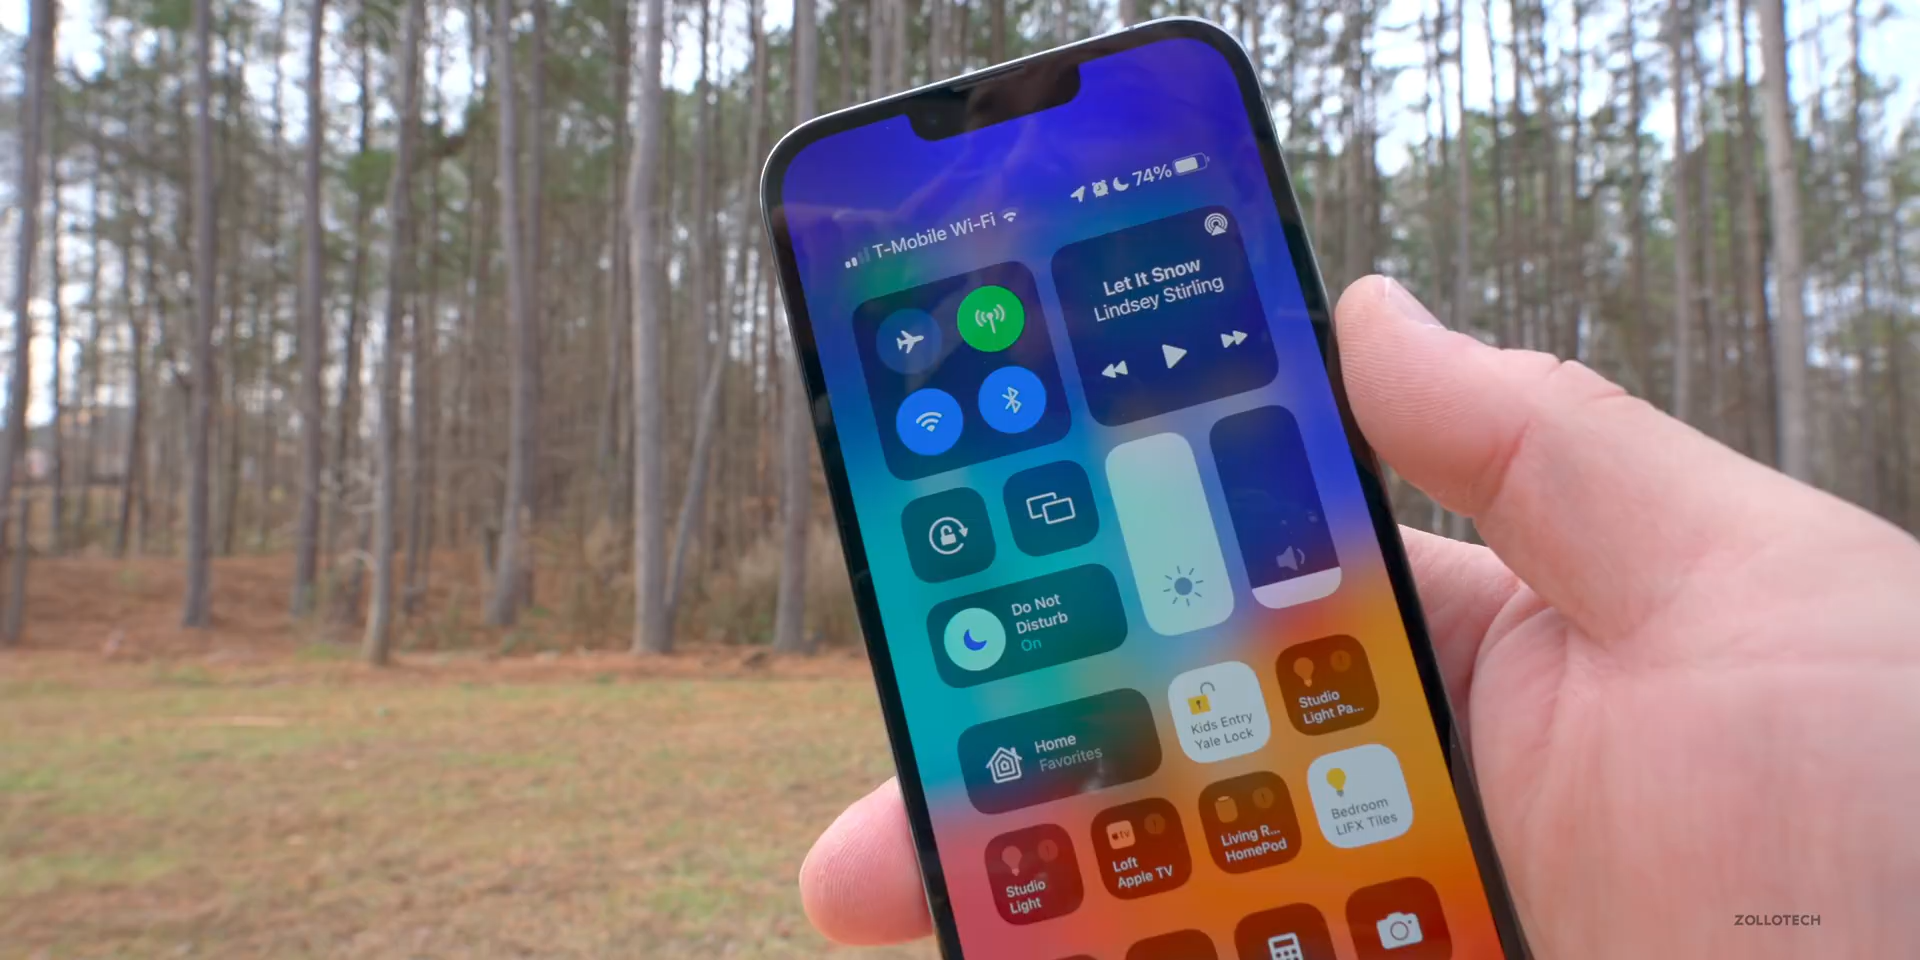 T-Mobile Wi-Fi
74%
Let It Snow
Lindsey Stirling
Do Not
Disturb
On
Home
Favorites
Kids Entry
Yale Lock
Studio
Light Pa...
Studio
Light
tv
Loft
Apple TV
Living R...
HomePod
Bedroom
LIFX Tiles
ZOLLOTECH